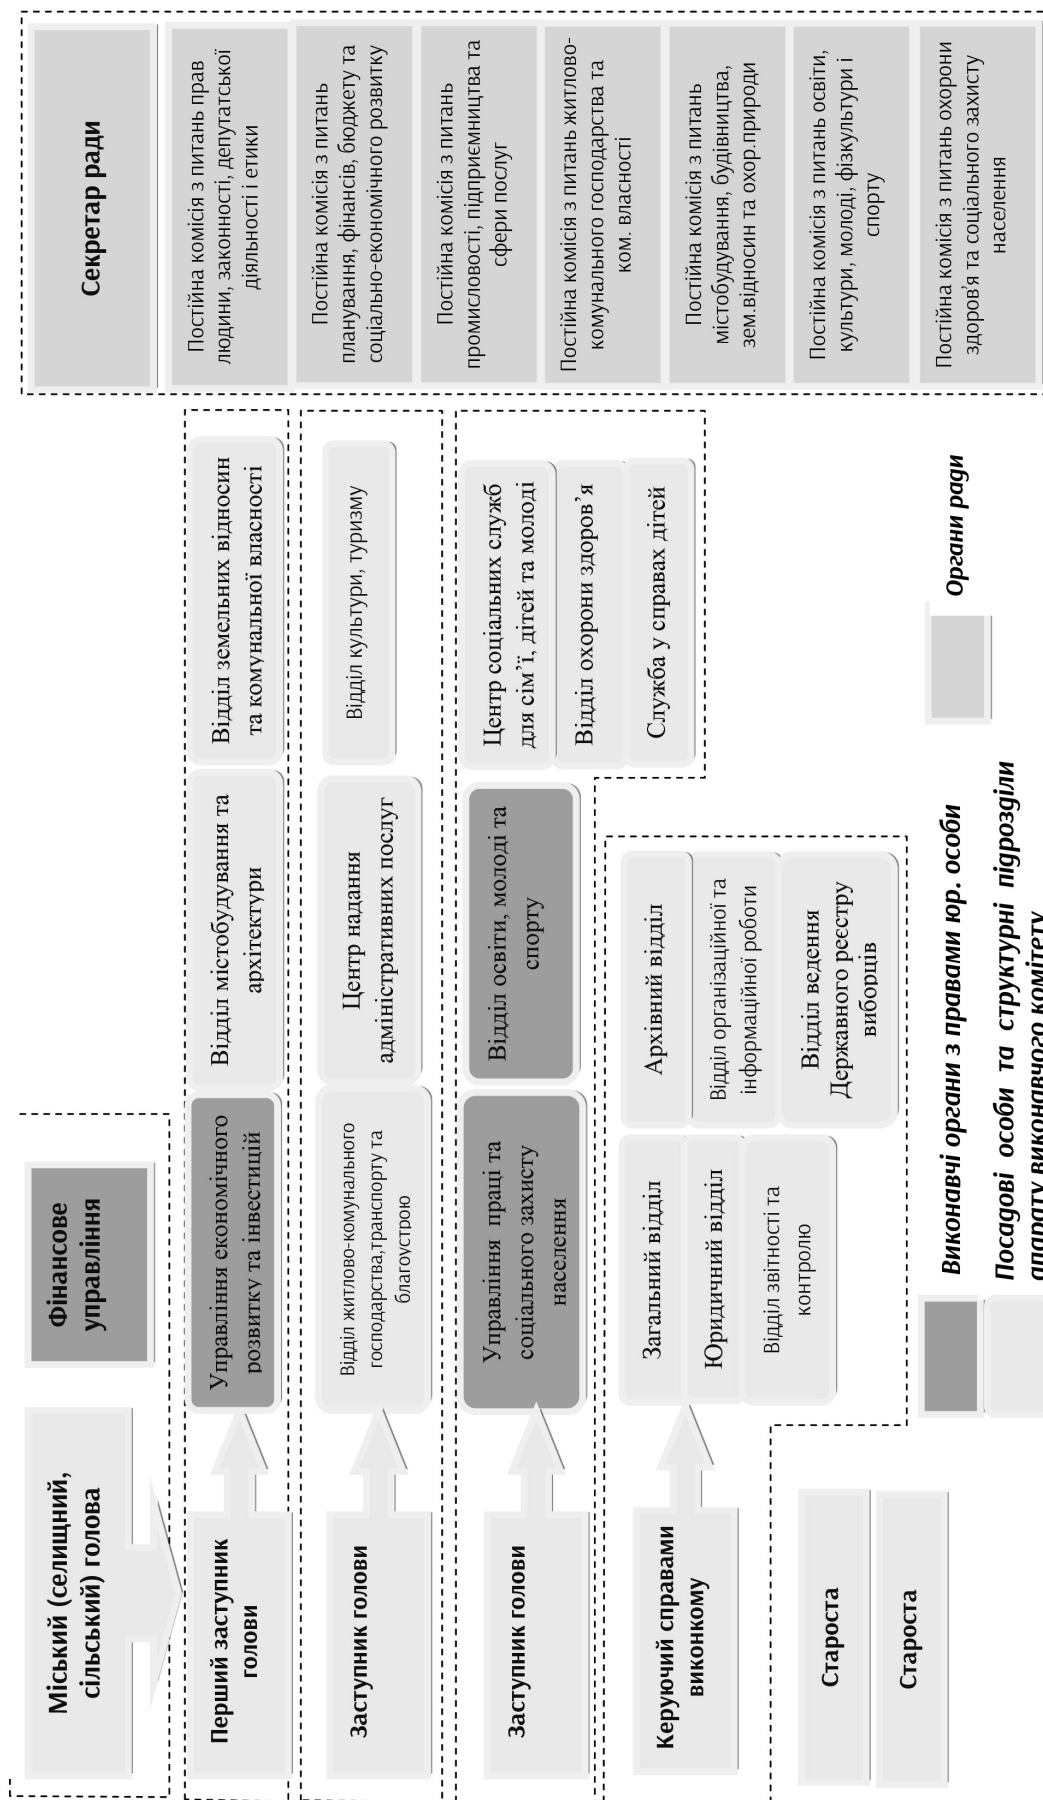 Міський (селищний,
сільський) голова
Фінансове
управління
Секретар ради
Перший заступник
голови
Управління економічного
розвитку та інвестицій
Відділ містобудування та
архітектури
Відділ земельних відносин
та комунальної власності
Постійна комісія з питань прав
людини, законності, депутатської
діяльності і етики
Заступник голови
Відділ житлово-комунального
господарства,транспорту та
благоустрою
Центр надання
адміністративних послуг
Відділ культури, туризму
Постійна комісія з питань
планування, фінансів, бюджету та
соціально-економічного розвитку
Заступник голови
Управління праці та
соціального захисту
населення
Відділ освіти, молоді та
спорту
Центр соціальних служб
для сім’ї, дітей та молоді
Відділ охорони здоров’я
Служба у справах дітей
Постійна комісія з питань
промисловості, підприємництва та
сфери послуг
Постійна комісія з питань житлово-
комунального господарства та
ком. власності
Керуючий справами
виконкому
Загальний відділ
Юридичний відділ
Відділ звітності та
контролю
Архівний відділ
Відділ організаційної та
інформаційної роботи
Відділ ведення
Державного реєстру
виборців
Постійна комісія з питань
містобудування, будівництва,
зем.відносин та охор.природи
Постійна комісія з питань освіти,
культури, молоді, фізкультури і
спорту
Постійна комісія з питань охорони
здоров'я та соціального захисту
населення
Староста
Староста
Виконавчі органи з правами юр. особи
Органи ради
Посадові особи та структурні підрозділи
апарату виконавчого комітету